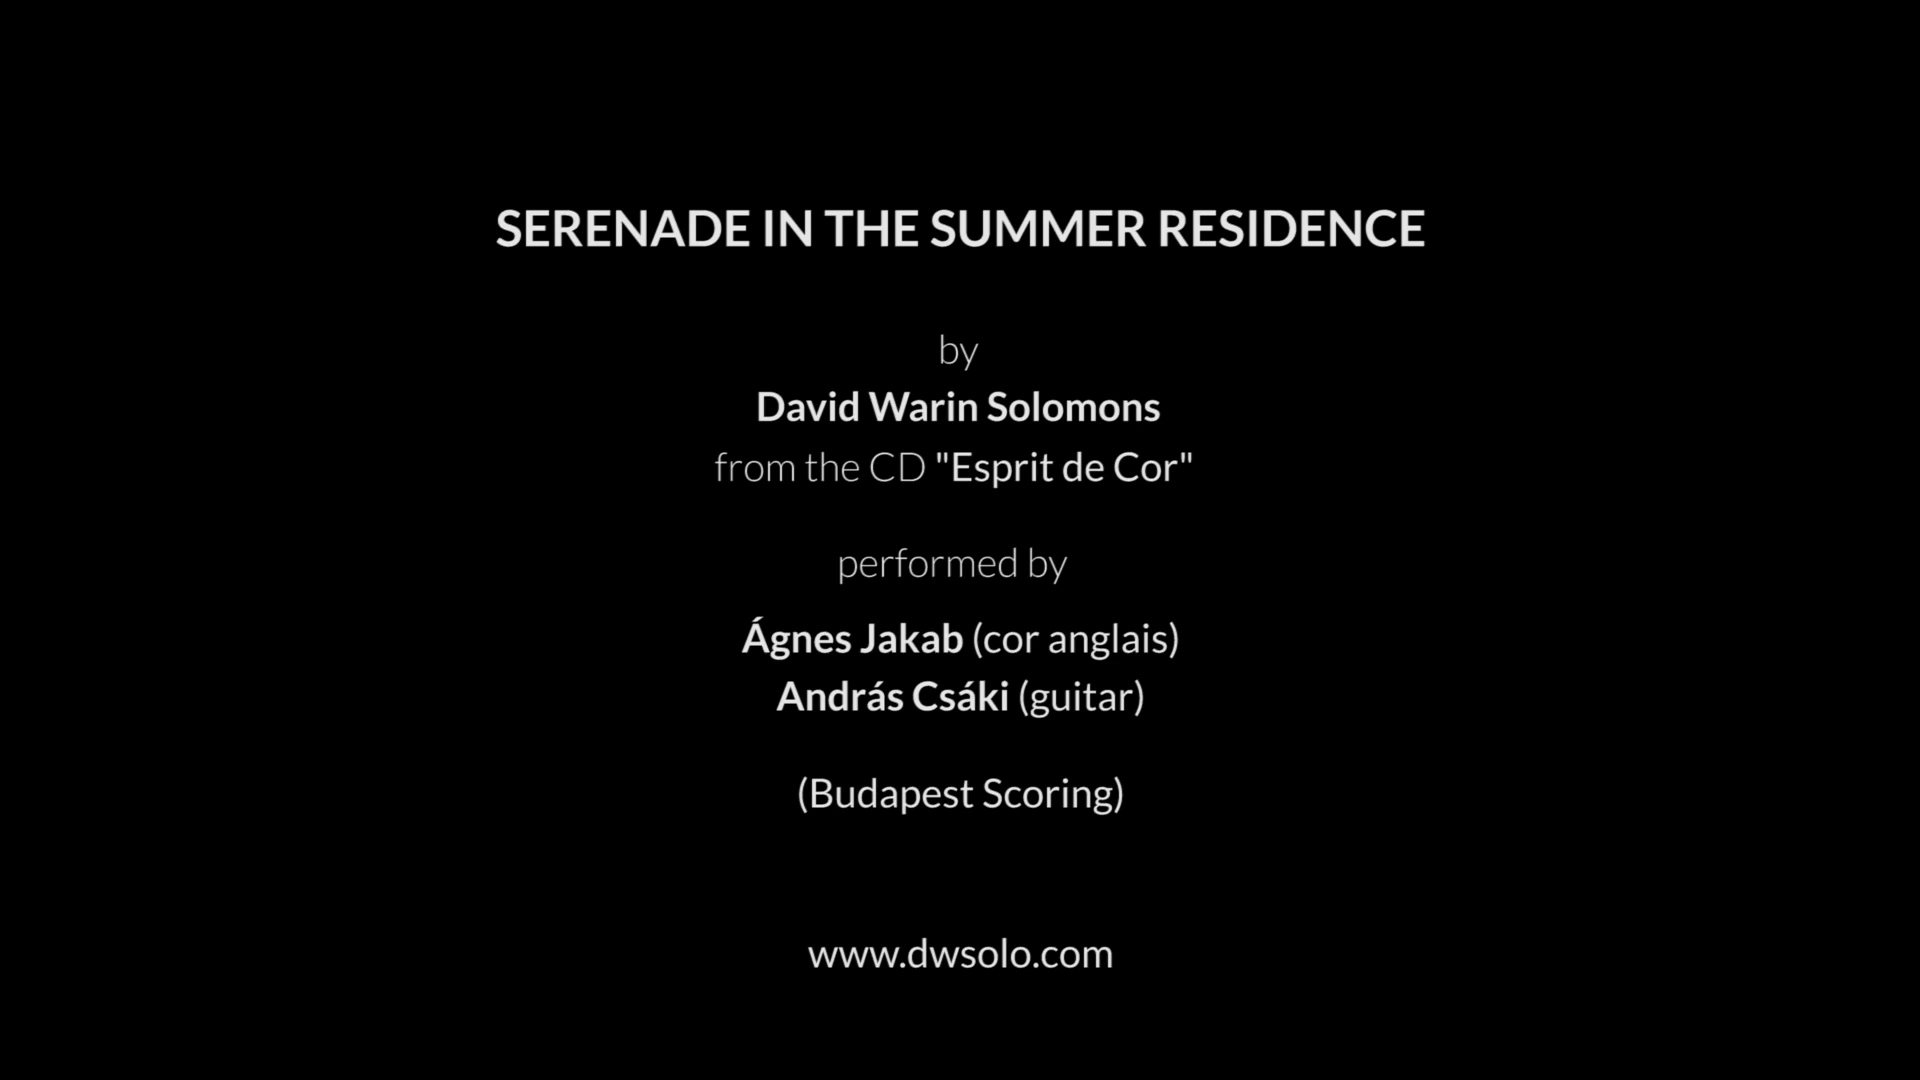 SERENADE IN THE SUMMER RESIDENCE
by
David Warin Solomons
from the CD "Esprit de Cor"
performed by
Ágnes Jakab (cor anglais)
András Csáki (guitar)
(Budapest Scoring)
www.dwsolo.com